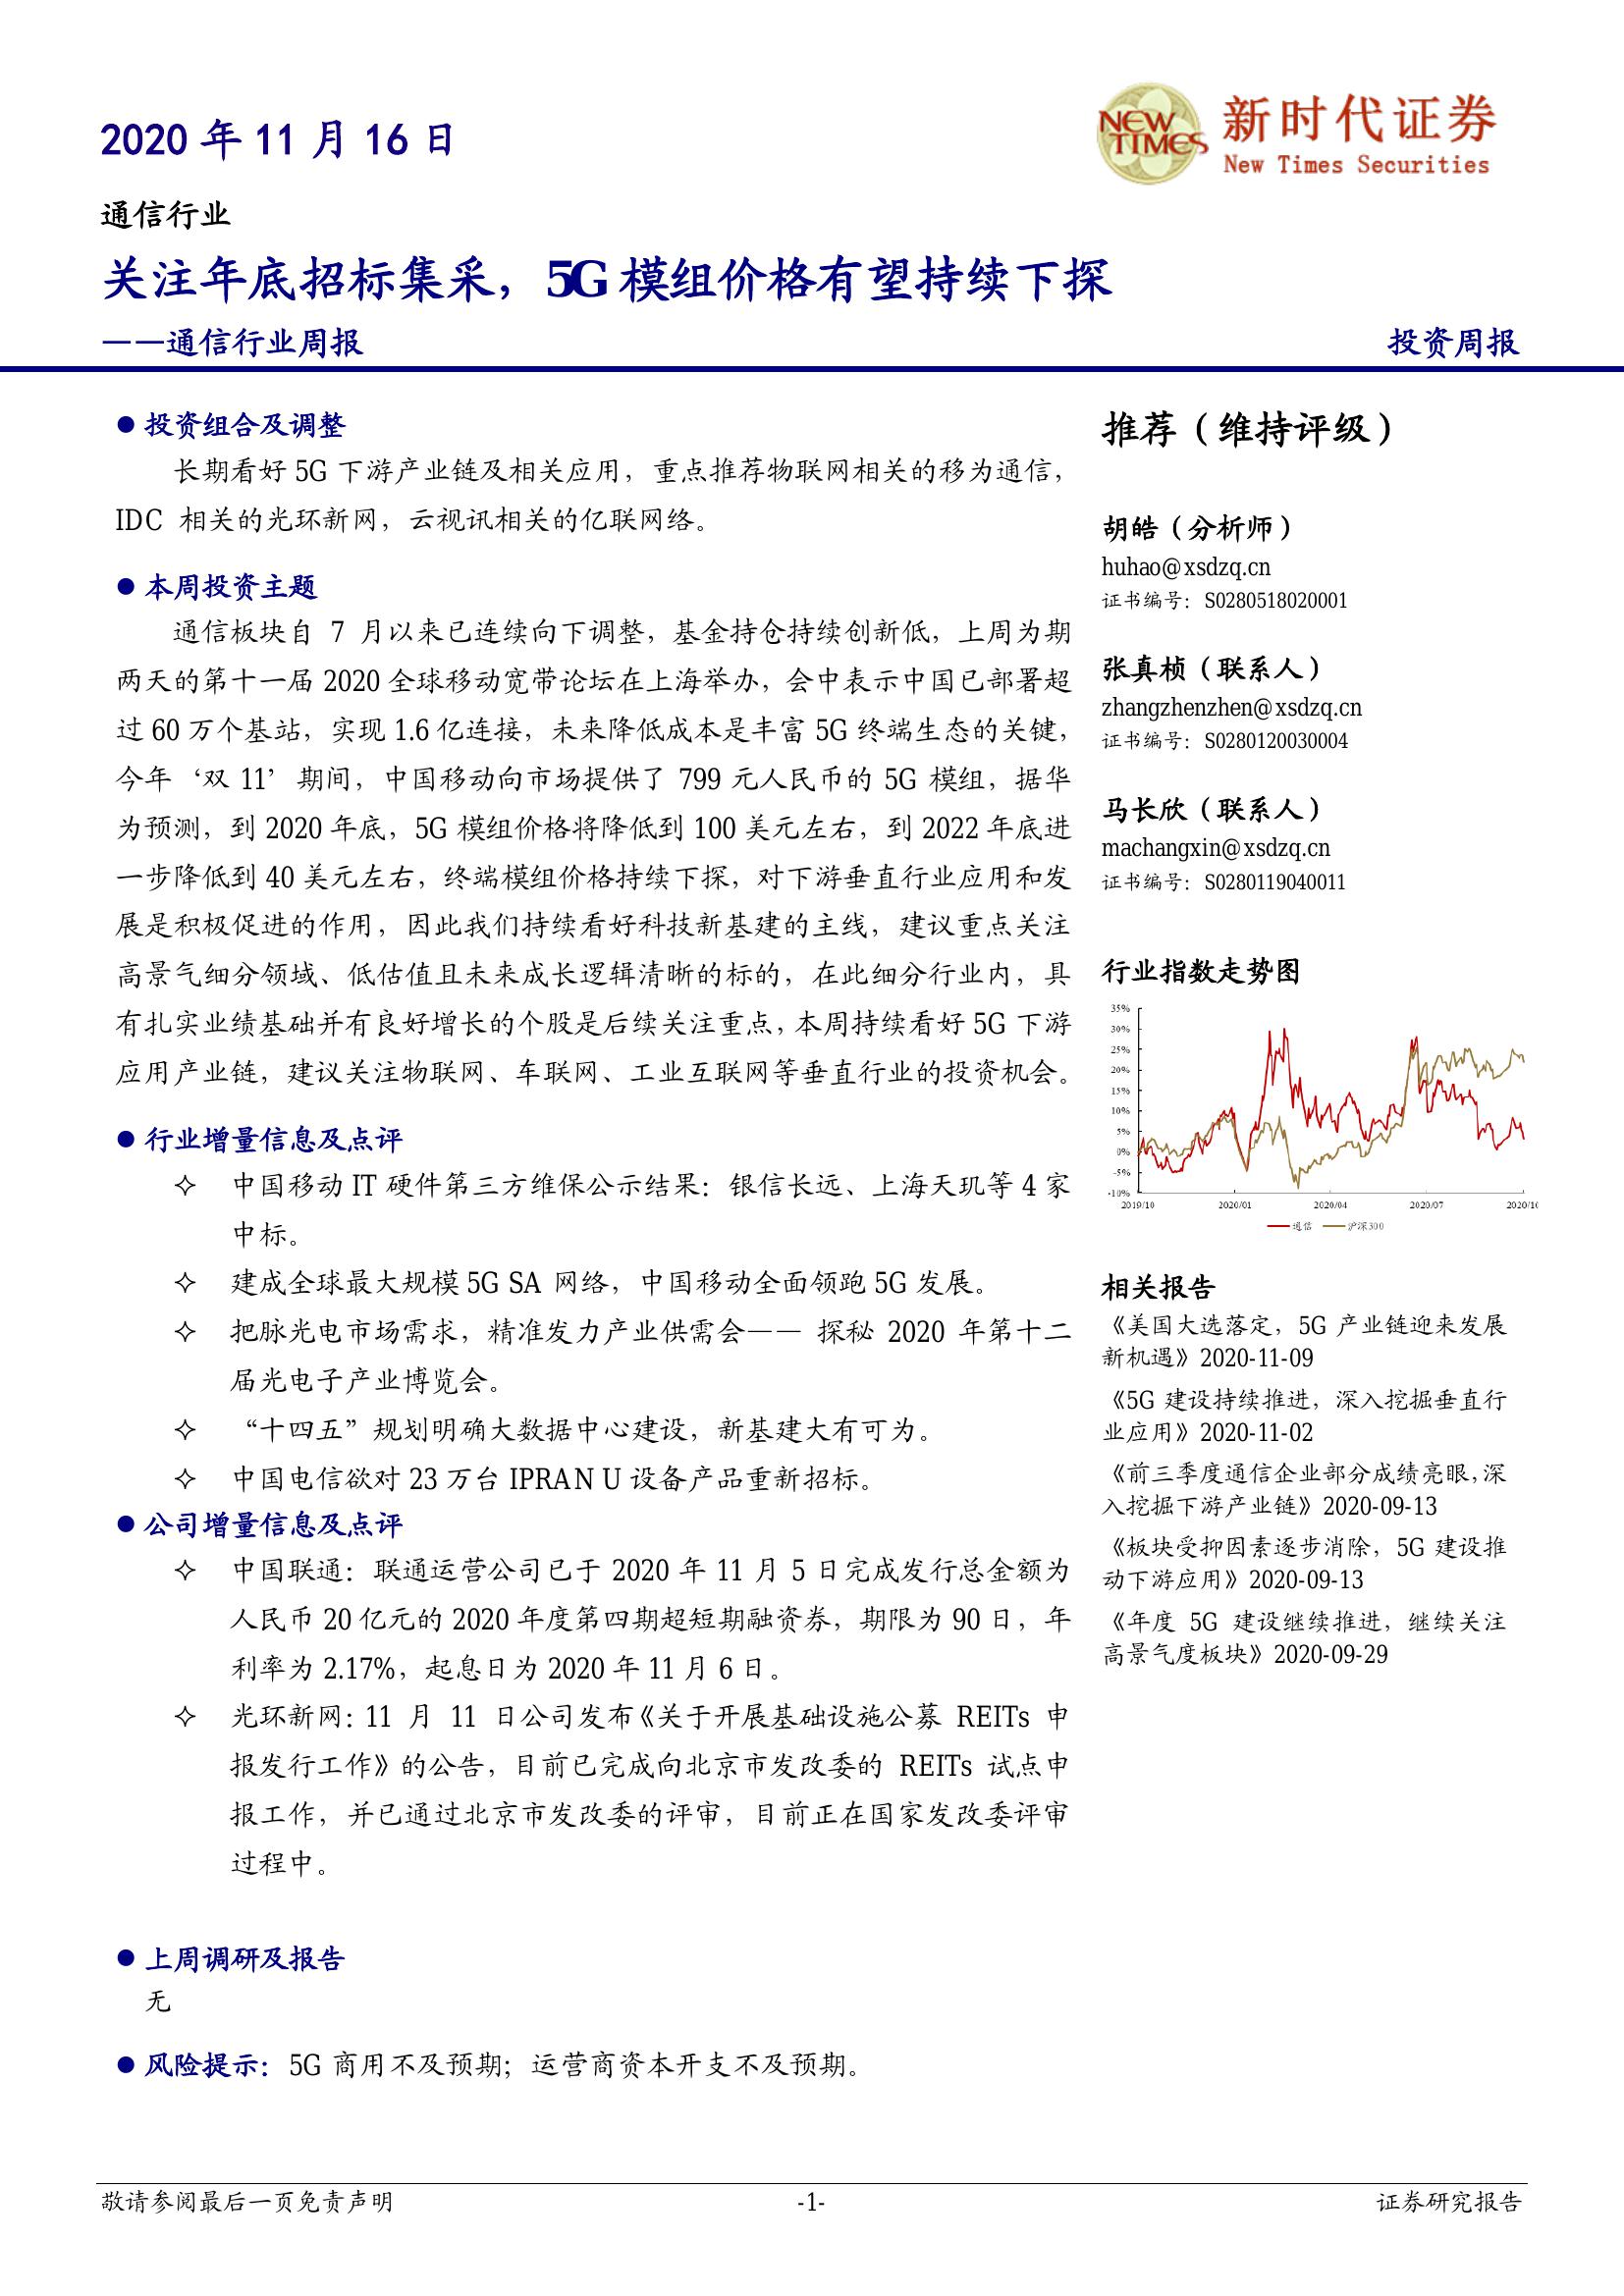 2020 年 11 月 16 日
NEW TIMES
新时代证券
New Times Securities
通信行业
关注年底招标集采，5G 模组价格有望持续下探
——通信行业周报
投资周报
● 投资组合及调整
长期看好 5G 下游产业链及相关应用，重点推荐物联网相关的移为通信，
IDC 相关的光环新网，云视讯相关的亿联网络。
● 本周投资主题
通信板块自 7 月以来已连续向下调整，基金持仓持续创新低，上周为期
两天的第十一届 2020 全球移动宽带论坛在上海举办，会中表示中国已部署超
过 60 万个基站，实现 1.6 亿连接，未来降低成本是丰富 5G 终端生态的关键，
今年‘双 11’期间，中国移动向市场提供了 799 元人民币的 5G 模组，据华
为预测，到 2020 年底，5G 模组价格将降低到 100 美元左右，到 2022 年底进
一步降低到 40 美元左右，终端模组价格持续下探，对下游垂直行业应用和发
展是积极促进的作用，因此我们持续看好科技新基建的主线，建议重点关注
高景气细分领域、低估值且未来成长逻辑清晰的标的，在此细分行业内，具
有扎实业绩基础并有良好增长的个股是后续关注重点，本周持续看好 5G 下游
应用产业链，建议关注物联网、车联网、工业互联网等垂直行业的投资机会。
● 行业增量信息及点评
✧ 中国移动 IT 硬件第三方维保公示结果：银信长远、上海天玑等 4 家
中标。
✧ 建成全球最大规模 5G SA 网络，中国移动全面领跑 5G 发展。
✧ 把脉光电市场需求，精准发力产业供需会—— 探秘 2020 年第十二
届光电子产业博览会。
✧ “十四五”规划明确大数据中心建设，新基建大有可为。
✧ 中国电信欲对 23 万台 IPRAN U 设备产品重新招标。
● 公司增量信息及点评
✧ 中国联通：联通运营公司已于 2020 年 11 月 5 日完成发行总金额为
人民币 20 亿元的 2020 年度第四期超短期融资券，期限为 90 日，年
利率为 2.17%，起息日为 2020 年 11 月 6 日。
✧ 光环新网：11 月 11 日公司发布《关于开展基础设施公募 REITs 申
报发行工作》的公告，目前已完成向北京市发改委的 REITs 试点申
报工作，并已通过北京市发改委的评审，目前正在国家发改委评审
过程中。
● 上周调研及报告
无
● 风险提示：5G 商用不及预期；运营商资本开支不及预期。
推荐（维持评级）
胡皓（分析师）
huhao@xsdzq.cn
证书编号：S0280518020001
张真桢（联系人）
zhangzhenzhen@xsdzq.cn
证书编号：S0280120030004
马长欣（联系人）
machangxin@xsdzq.cn
证书编号：S0280119040011
行业指数走势图
35%
30%
25%
20%
15%
10%
5%
0%
-5%
-10%
2019/10 2020/01 2020/04 2020/07 2020/10
通信 沪深300
相关报告
《美国大选落定，5G 产业链迎来发展
新机遇》2020-11-09
《5G 建设持续推进，深入挖掘垂直行
业应用》2020-11-02
《前三季度通信企业部分成绩亮眼，深
入挖掘下游产业链》2020-09-13
《板块受抑因素逐步消除，5G 建设推
动下游应用》2020-09-13
《年度 5G 建设继续推进，继续关注
高景气度板块》2020-09-29
敬请参阅最后一页免责声明
-1-
证券研究报告